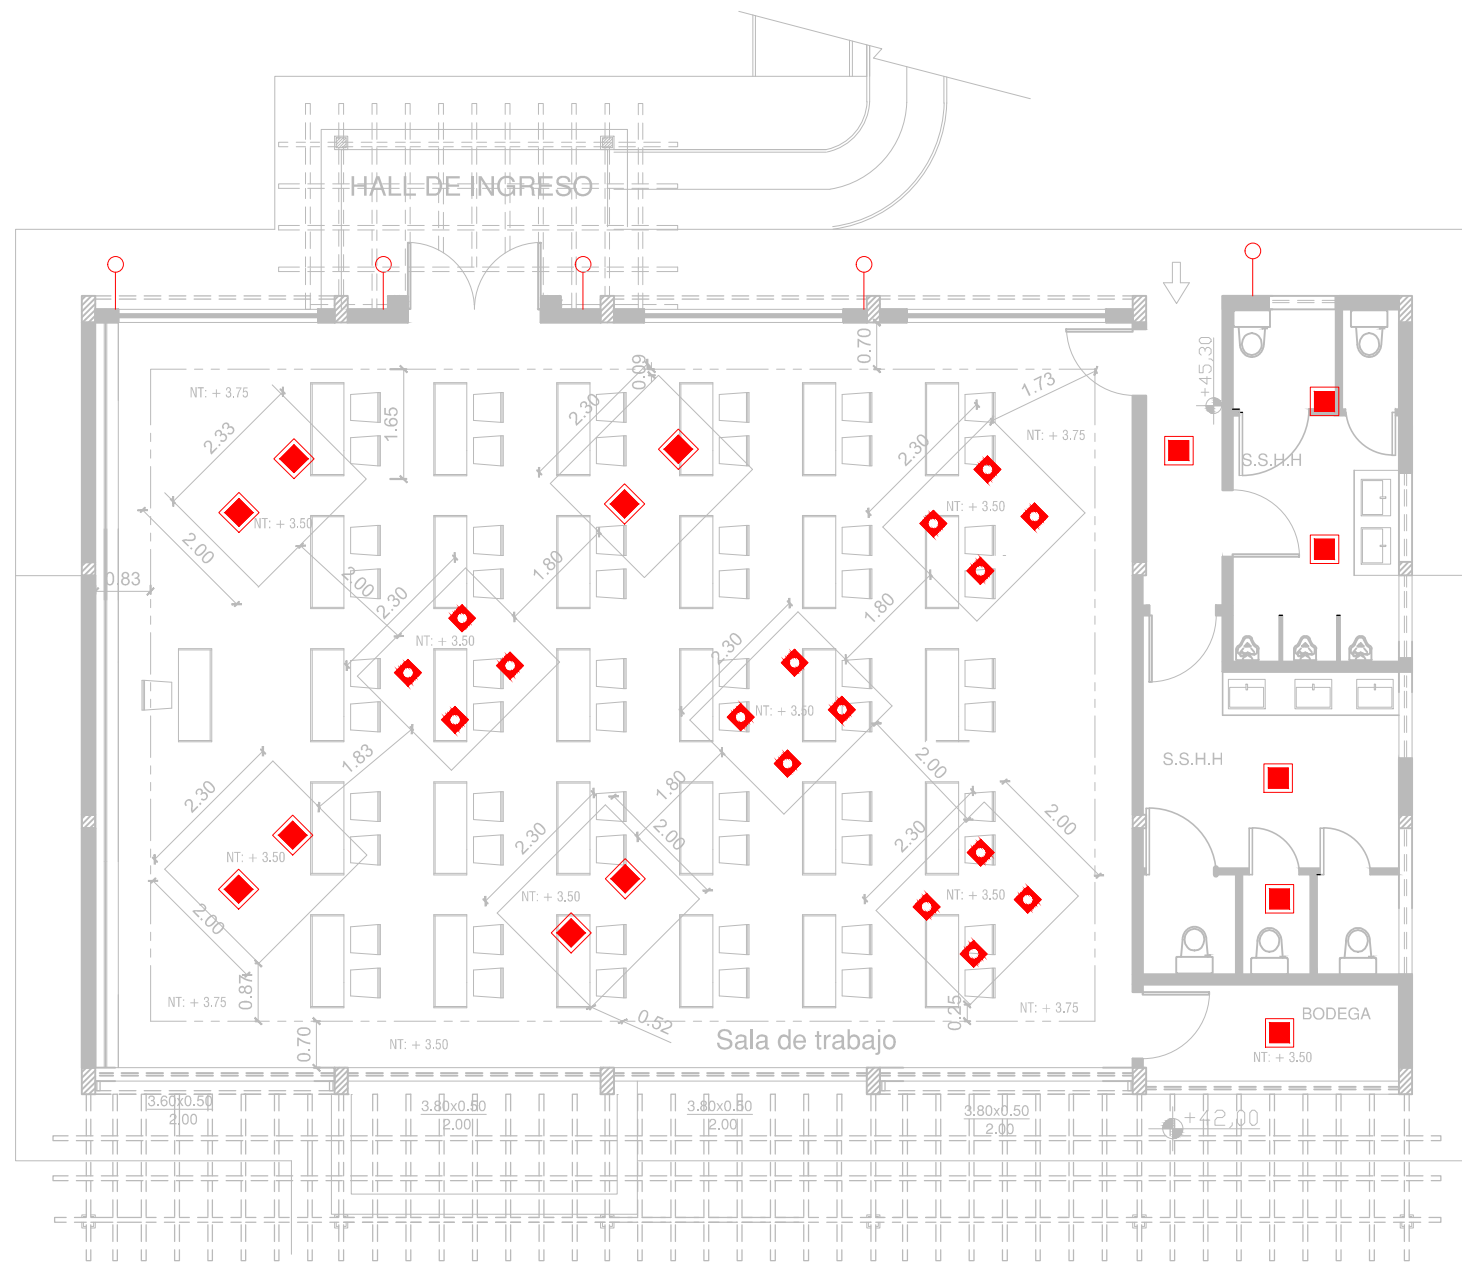 HALL DE INGRESO
0.70
0.09
NT: + 3.75
1.73
+45,30
2.33
2.30
1.65
2.30
NT: + 3.75
S.S.H.H
NT: + 3.50
NT: + 3.50
2.00
2.00
1.80
0.83
2.30
1.80
NT: + 3.50
2.30
NT: + 3.50
1.83
2.00
S.S.H.H
2.30
1.80
2.30
2.00
2.30
2.00
NT: + 3.50
NT: + 3.50
NT: + 3.50
2.00
0.87
NT: + 3.75
0.25
NT: + 3.75
BODEGA
0.52
0.70
NT: + 3.50
Sala de trabajo
NT: + 3.50
3.60x0.50
2.00
3.80x0.50
2.00
3.80x0.50
2.00
3.80x0.50
2.00
+42,00